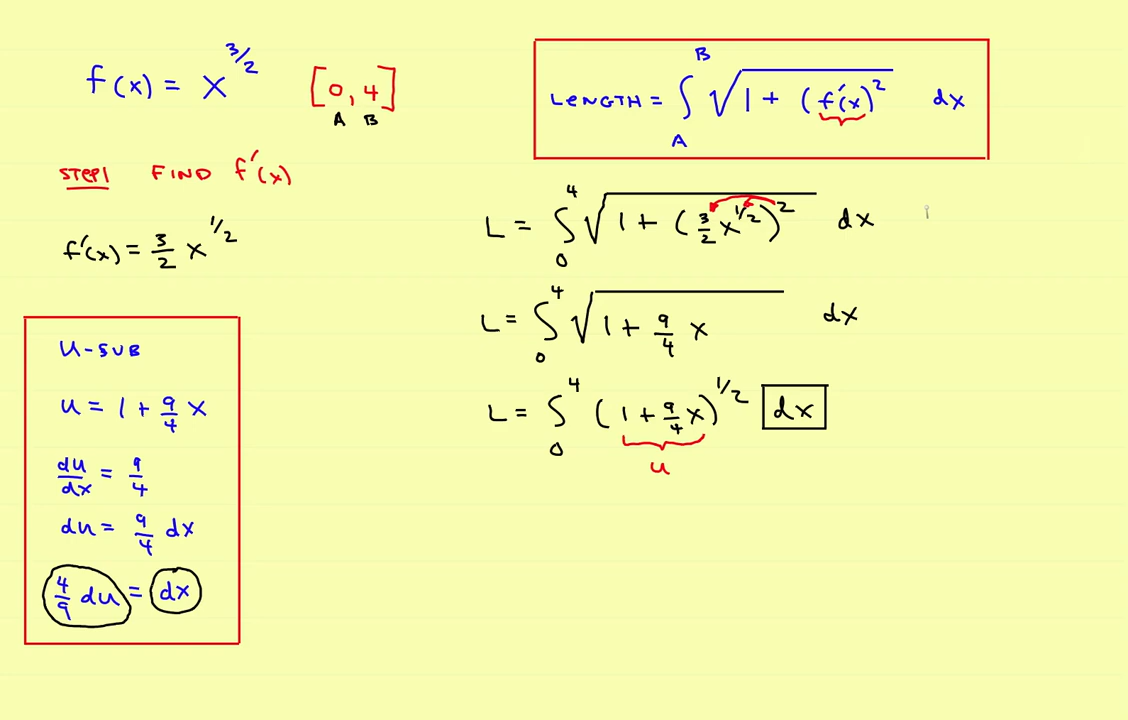 f(x) = x^{3/2} [0, 4]
A B
STEP1 FIND f'(x)
f'(x) = 3/2 x^{1/2}
U-SUB
u = 1 + 9/4 x
du/dx = 9/4
du = 9/4 dx
4/9 du = dx
LENGTH = ∫_A^B √(1 + (f'(x))^2) dx
L = ∫_0^4 √(1 + (3/2 x^{1/2})^2) dx
L = ∫_0^4 √(1 + 9/4 x) dx
L = ∫_0^4 (1 + 9/4 x)^{1/2} dx
u